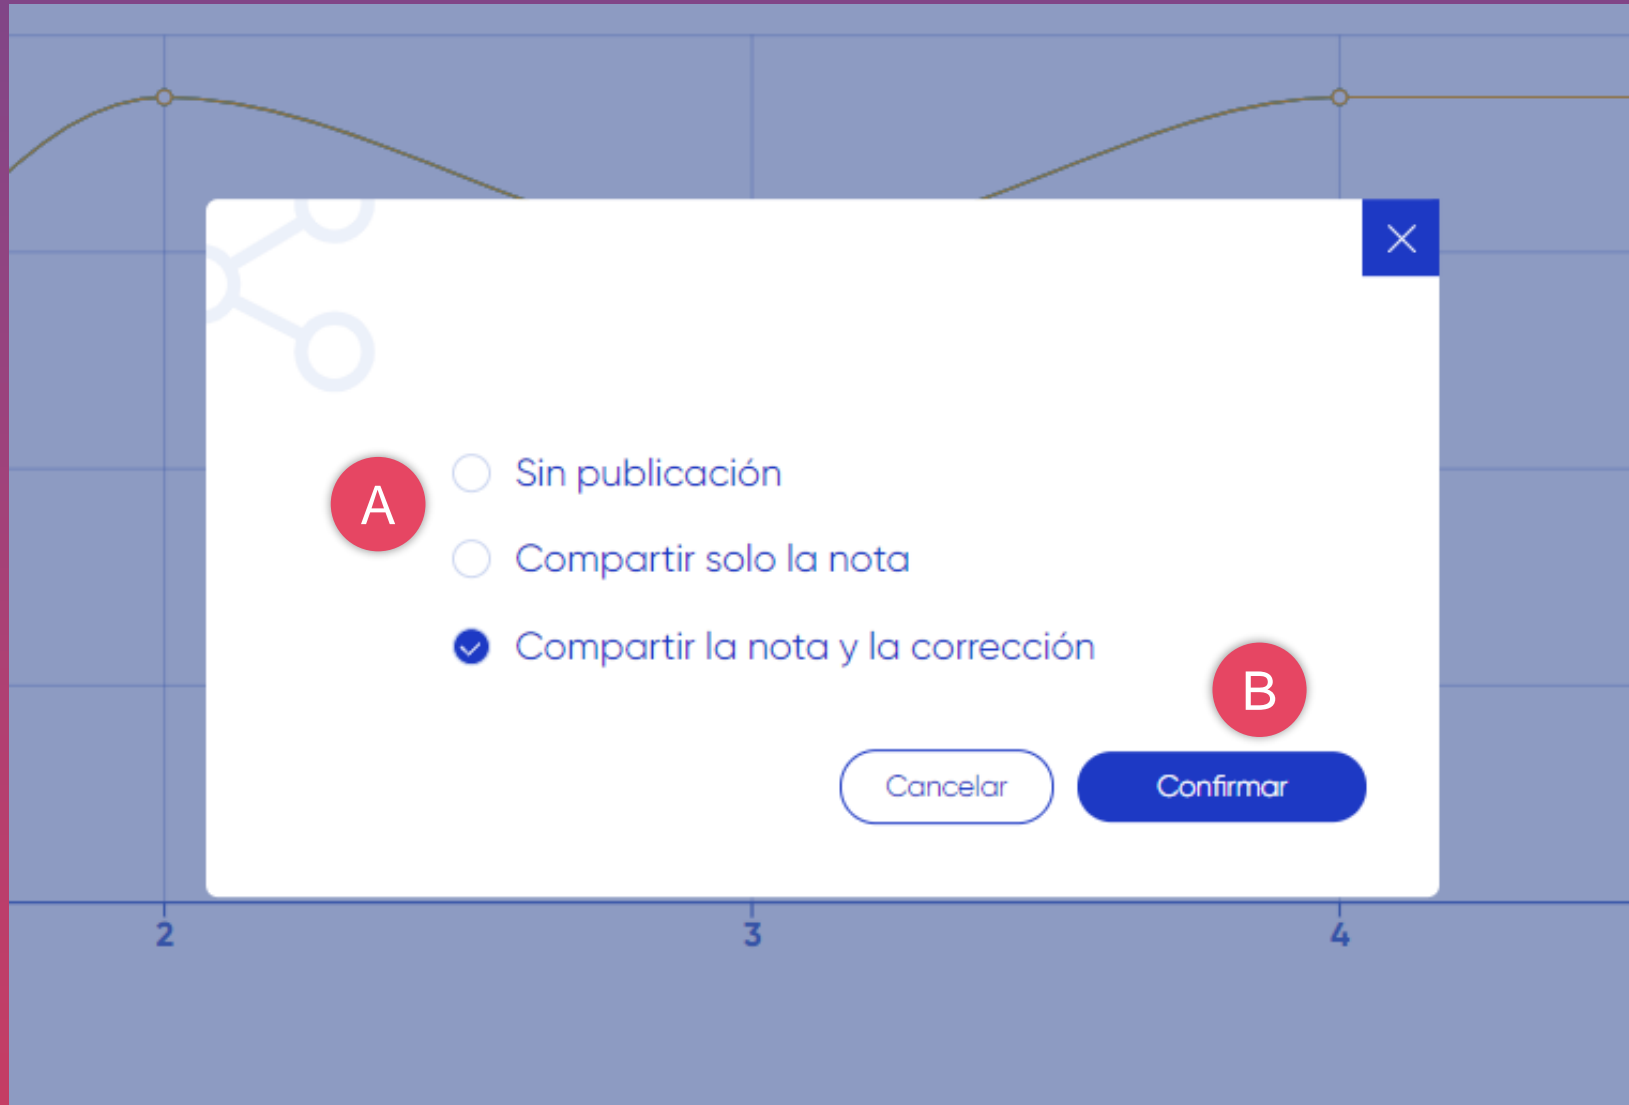 A
Sin publicación
Compartir solo la nota
Compartir la nota y la corrección
B
Cancelar
Confirmar
2
3
4